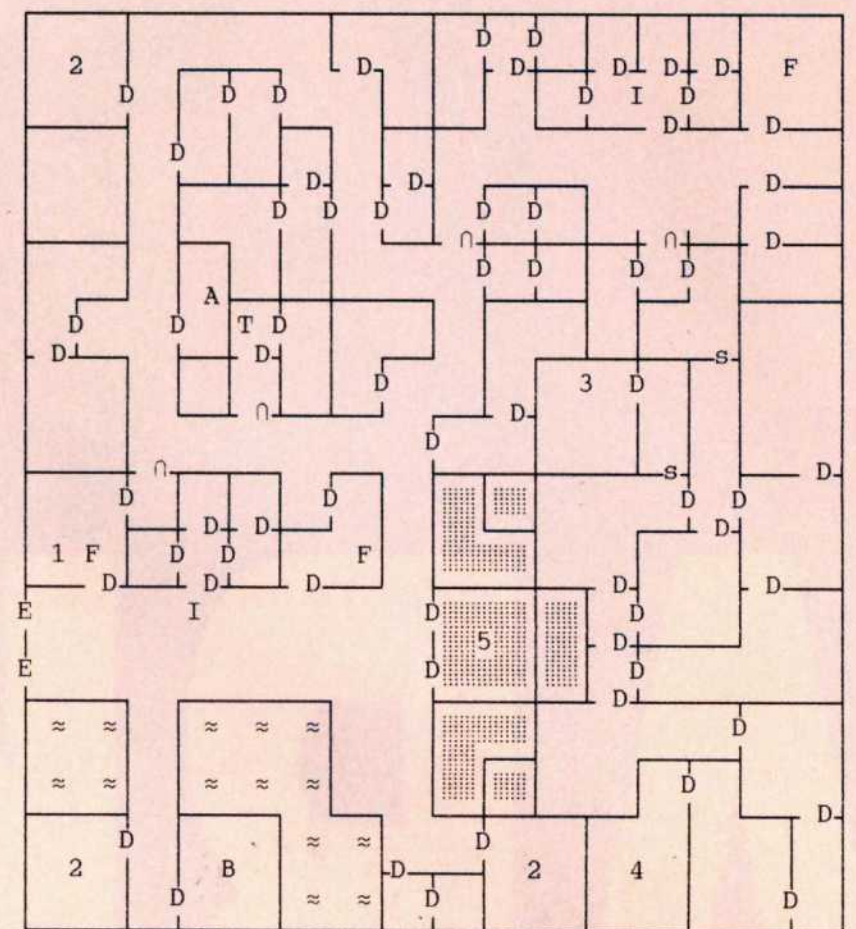 D D
2 D D D D D F
D D D D I D
D D
D D D
D D D D D D
∩ ∩ D
D D D D
A
D T D
D D s
D 3 D
∩ D
D
∩ s D
D D D D
D D D
1 F D D F
D D D D D
E I D D
5 D
E D D
D
≈ ≈ ≈ ≈ ≈ D
≈ ≈ ≈ ≈ ≈ D
D
D ≈ ≈ D
2 B D 2 4
D ≈ ≈ D D